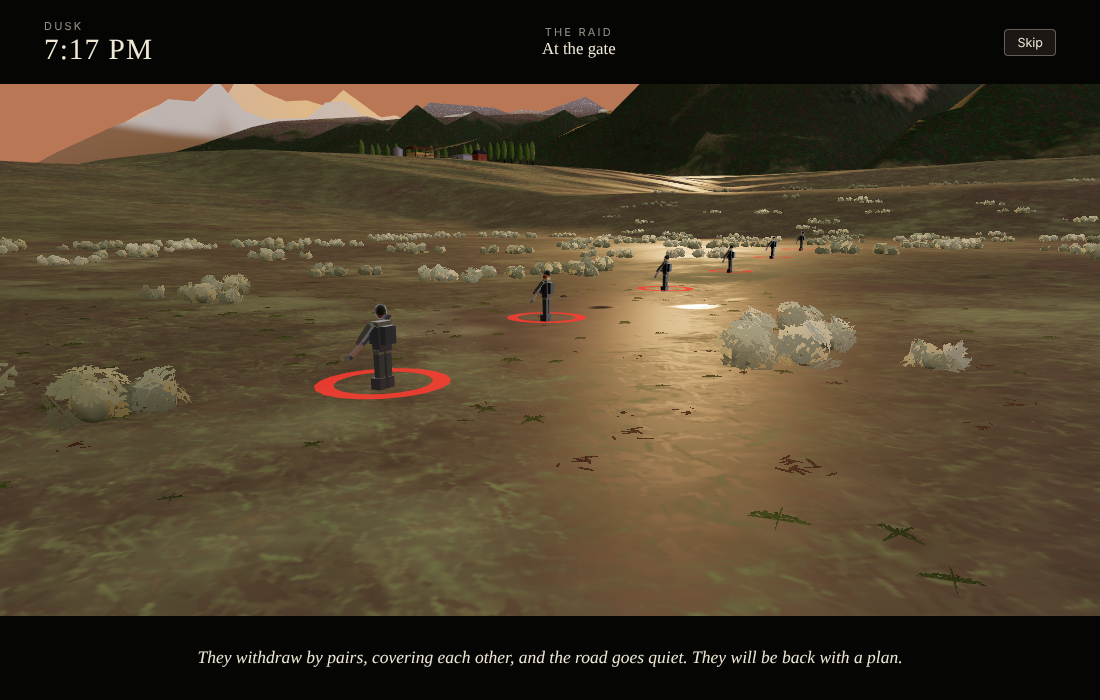 DUSK
7:17 PM
THE RAID
At the gate
Skip
They withdraw by pairs, covering each other, and the road goes quiet. They will be back with a plan.